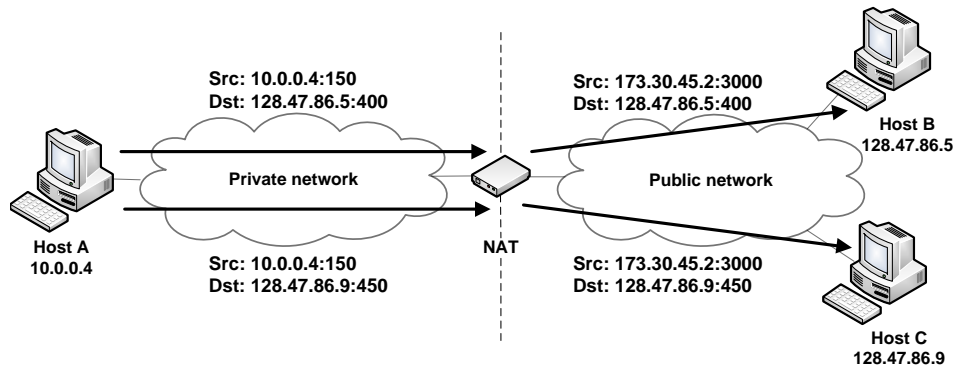 Src: 10.0.0.4:150
Dst: 128.47.86.5:400
Src: 173.30.45.2:3000
Dst: 128.47.86.5:400
Host B
128.47.86.5
Private network
Public network
Host A
10.0.0.4
NAT
Src: 10.0.0.4:150
Dst: 128.47.86.9:450
Src: 173.30.45.2:3000
Dst: 128.47.86.9:450
Host C
128.47.86.9